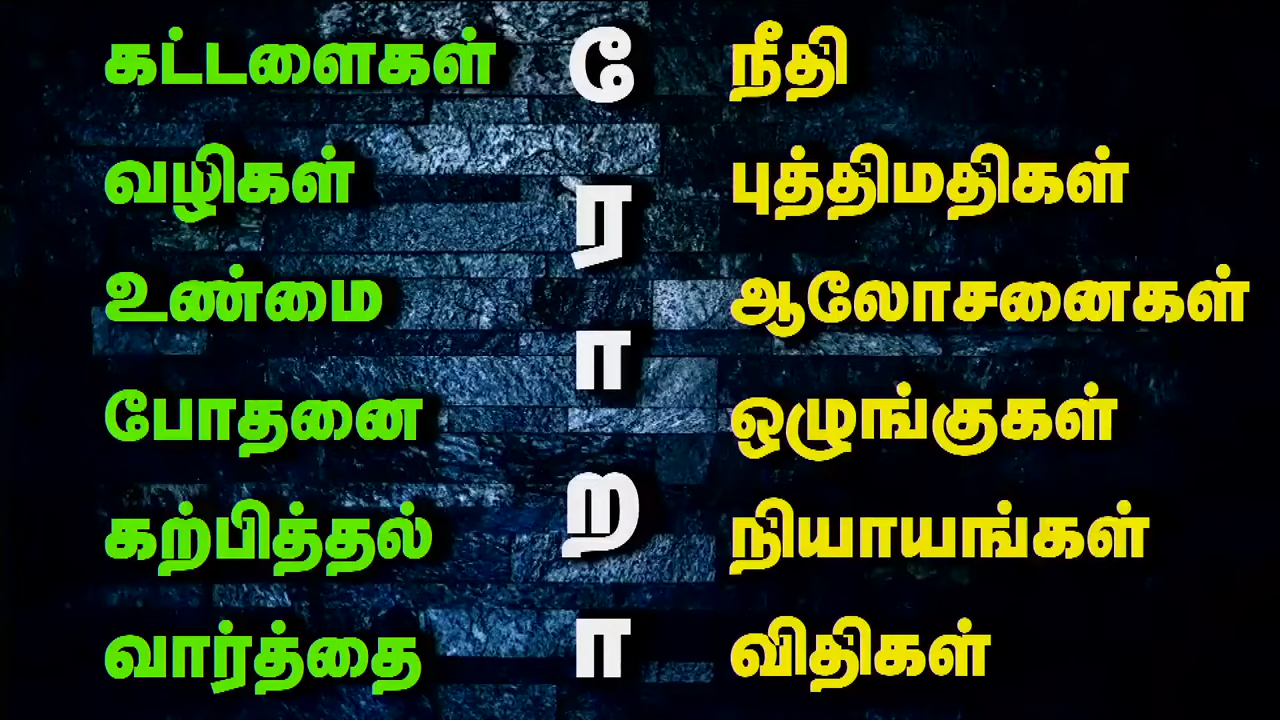 கட்டளைகள்
வழிகள்
உண்மை
போதனை
கற்பித்தல்
வார்த்தை
தோராறா
நீதி
புத்திமதிகள்
ஆலோசனைகள்
ஒழுங்குகள்
நியாயங்கள்
விதிகள்